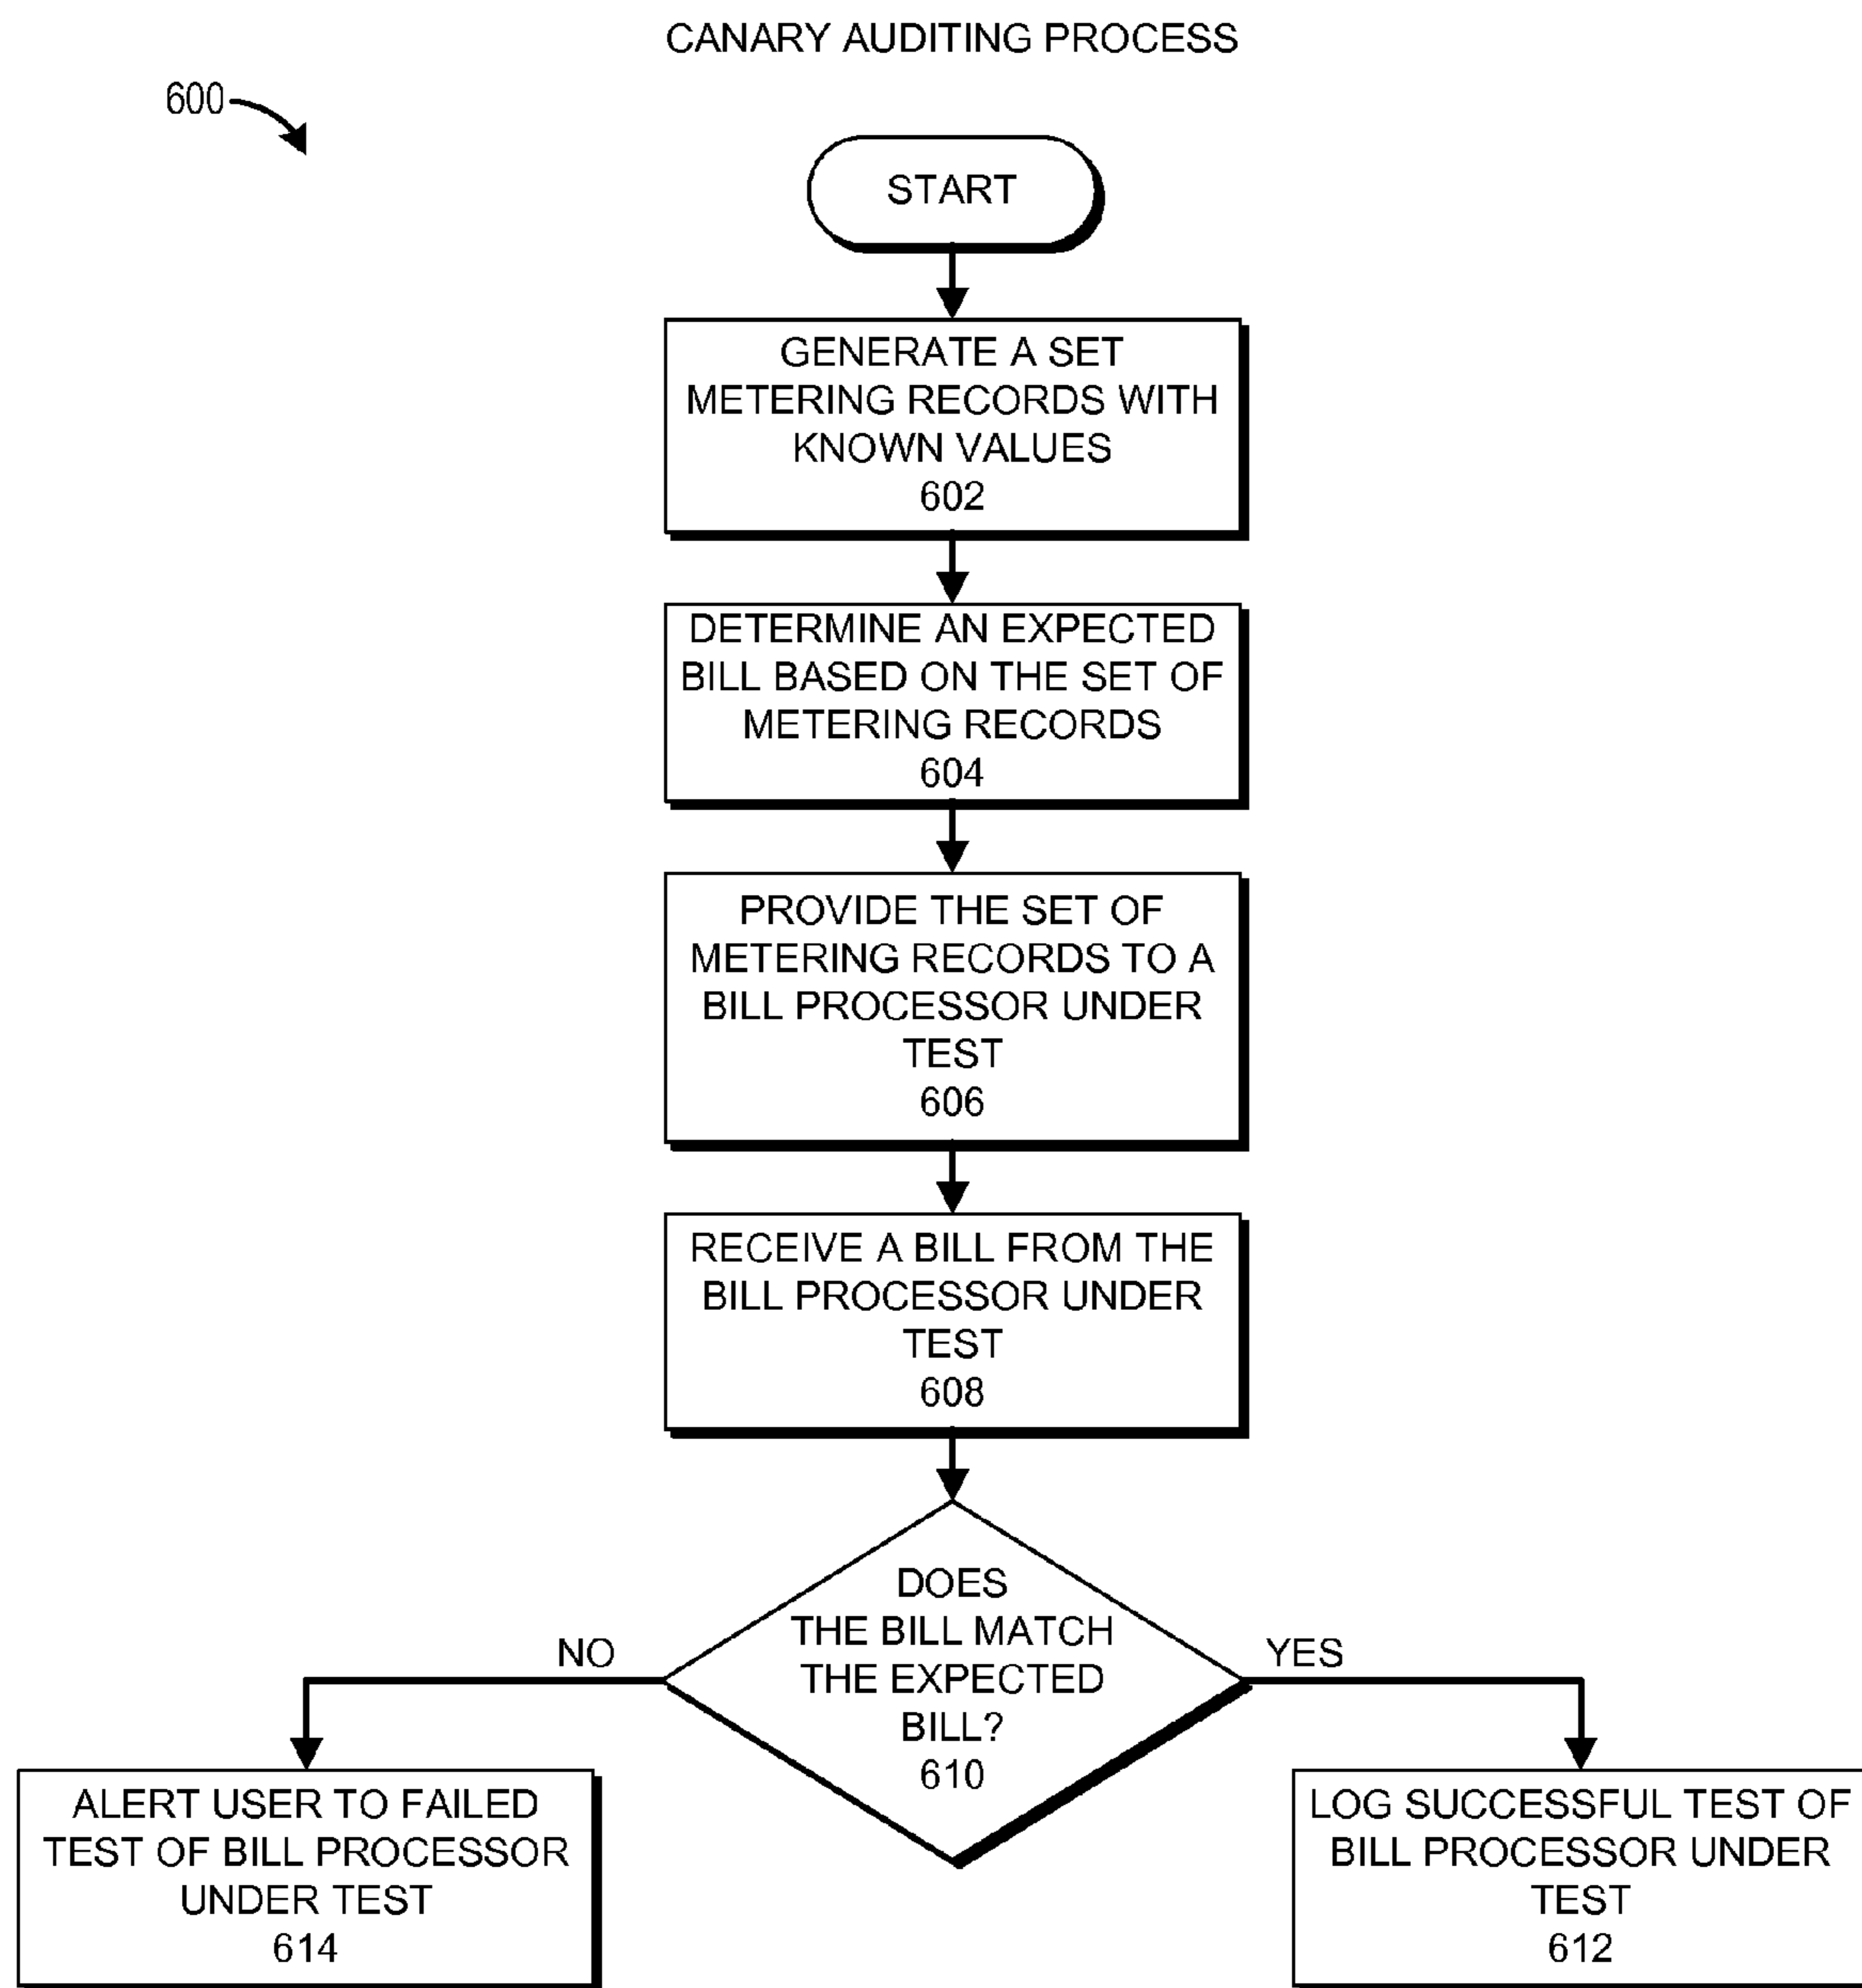 CANARY AUDITING PROCESS
600
START
GENERATE A SET
METERING RECORDS WITH
KNOWN VALUES
602
DETERMINE AN EXPECTED
BILL BASED ON THE SET OF
METERING RECORDS
604
PROVIDE THE SET OF
METERING RECORDS TO A
BILL PROCESSOR UNDER
TEST
606
RECEIVE A BILL FROM THE
BILL PROCESSOR UNDER
TEST
608
DOES
THE BILL MATCH
THE EXPECTED
BILL?
610
NO
YES
ALERT USER TO FAILED
TEST OF BILL PROCESSOR
UNDER TEST
614
LOG SUCCESSFUL TEST OF
BILL PROCESSOR UNDER
TEST
612